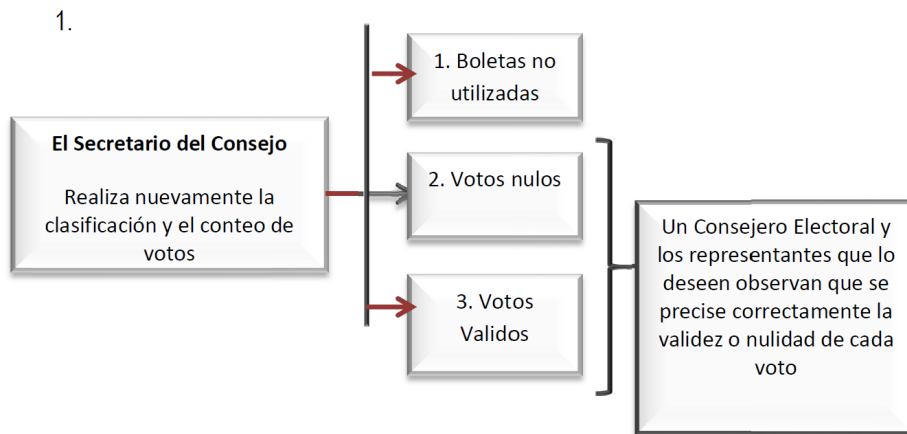 1.
El Secretario del Consejo
Realiza nuevamente la
clasificación y el conteo de
votos
1. Boletas no
utilizadas
2. Votos nulos
3. Votos
Validos
Un Consejero Electoral y
los representantes que lo
deseen observan que se
precise correctamente la
validez o nulidad de cada
voto